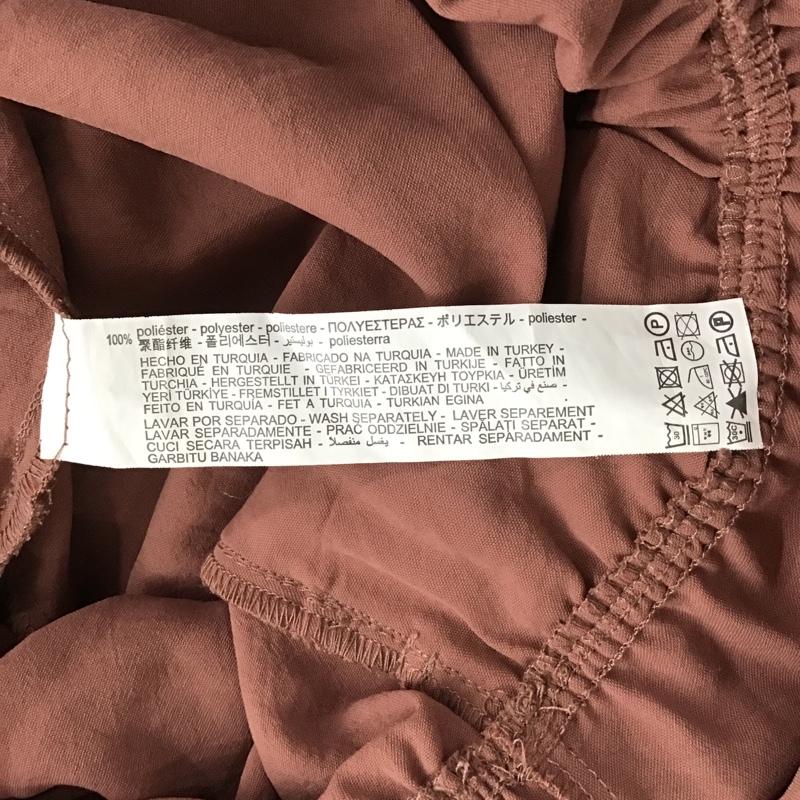 100% poliéster - polyester - poliestere - ΠΟΛΥΕΣΤΕΡΑΣ - ポリエステル - poliester -
聚酯纤维 - 폴리에스터 - بوليستير - poliesterra
HECHO EN TURQUIA - FABRICADO NA TURQUIA - MADE IN TURKEY -
FABRIQUÉ EN TURQUIE - GEFABRICEERD IN TURKIJE - FATTO IN
TURCHIA - HERGESTELLT IN TÜRKEI - ΚΑΤΑΣΚΕΥΗ ΤΟΥΡΚΙΑ - ÜRETİM
YERİ TÜRKİYE - FREMSTILLET I TYRKIET - DIBUAT DI TURKI - صنع في تركيا -
FEITO EN TURQUÍA - FET A TURQUIA - TURKIAN EGINA
LAVAR POR SEPARADO - WASH SEPARATELY - LAVER SEPAREMENT
LAVAR SEPARADAMENTE - PRAĆ ODDZIELNIE - SPĂLAŢI SEPARAT -
CUCI SECARA TERPISAH - يغسل منفصلاً - RENTAR SEPARADAMENT -
GARBITU BANAKA
P
P
30